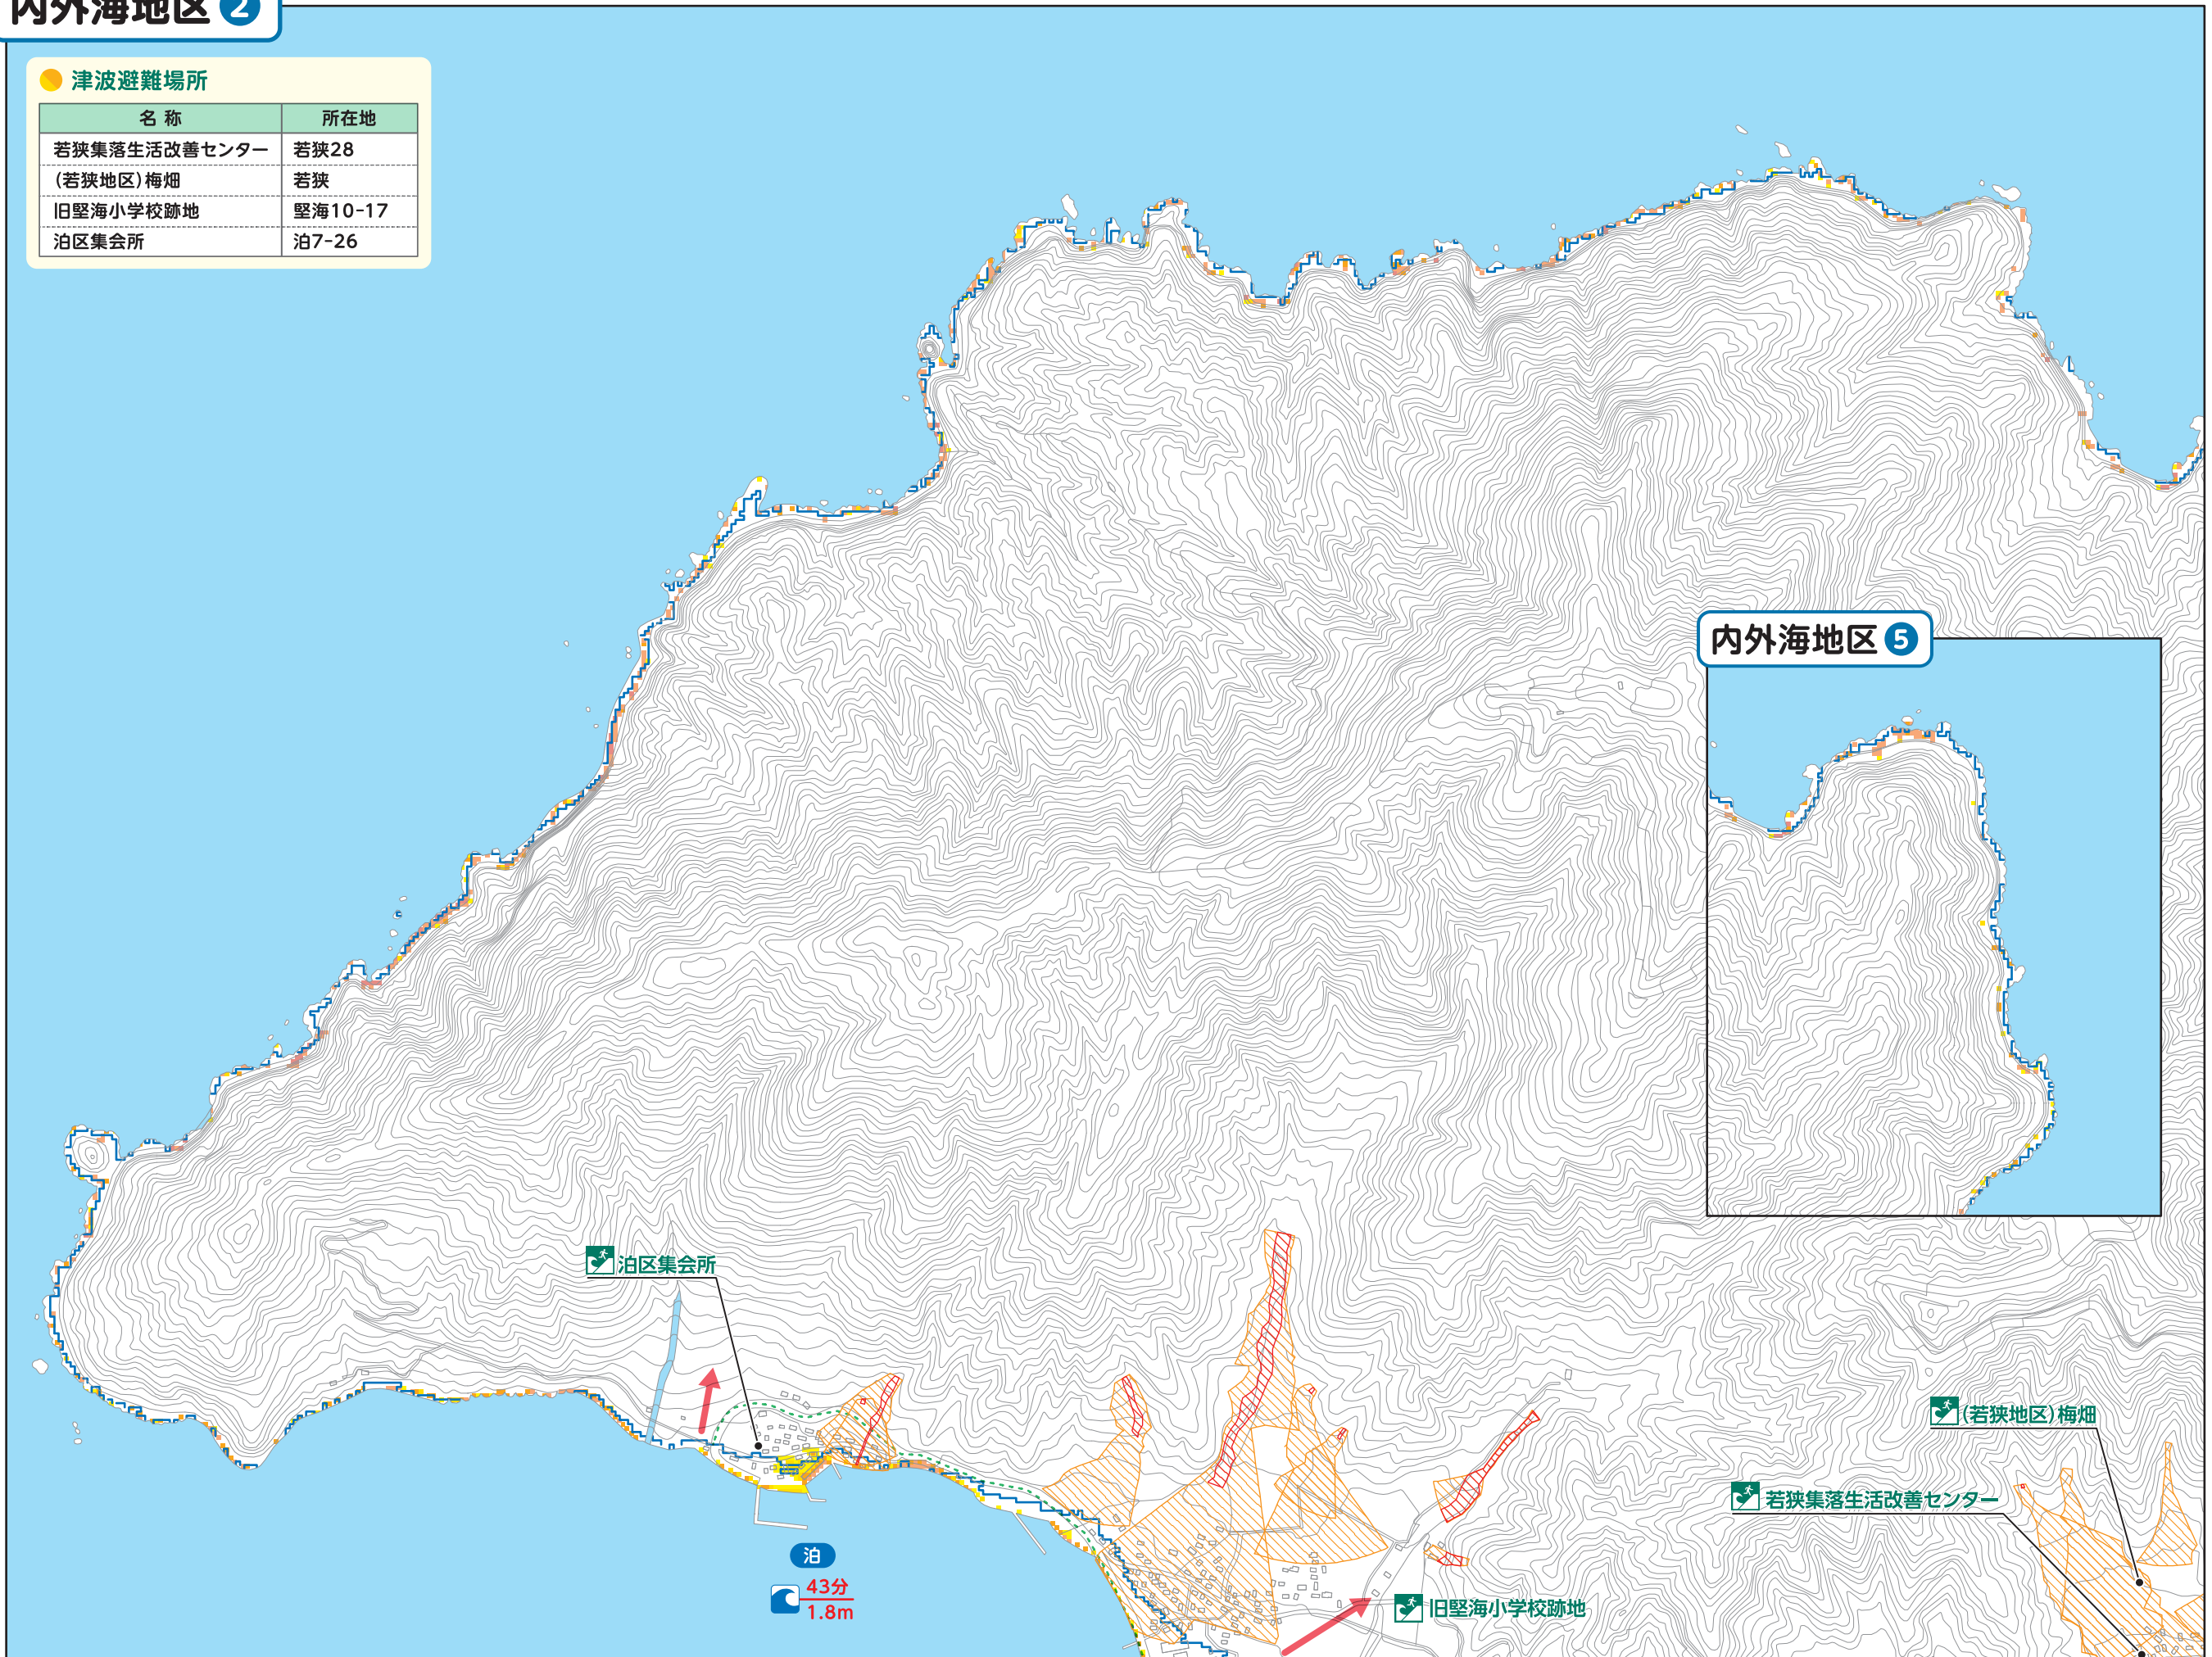 内外海地区 2
津波避難場所
名 称 所在地
若狭集落生活改善センター 若狭28
(若狭地区)梅畑 若狭
旧堅海小学校跡地 堅海10-17
泊区集会所 泊7-26
内外海地区 5
泊区集会所
(若狭地区)梅畑
若狭集落生活改善センター
泊
43分
1.8m
旧堅海小学校跡地